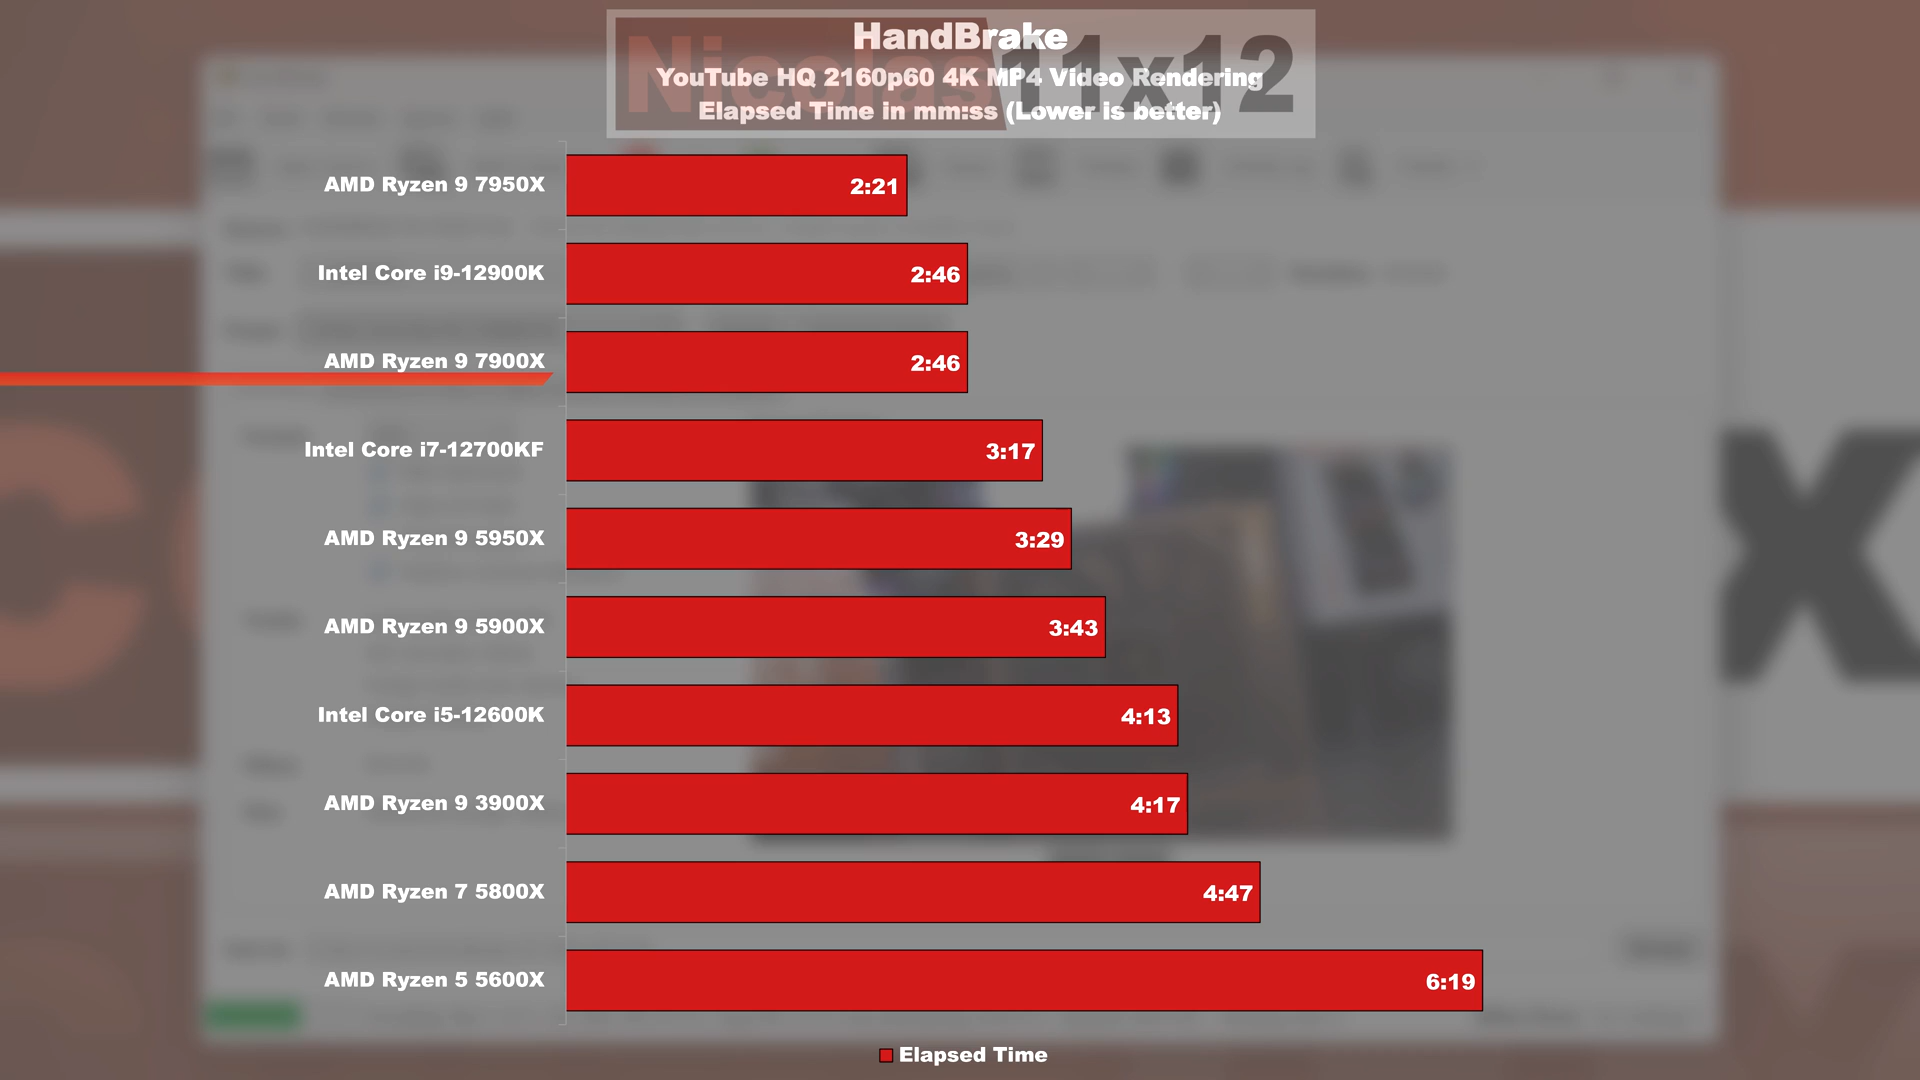 Nicolas11x12
HandBrake
YouTube HQ 2160p60 4K MP4 Video Rendering
Elapsed Time in mm:ss (Lower is better)
AMD Ryzen 9 7950X 2:21
Intel Core i9-12900K 2:46
AMD Ryzen 9 7900X 2:46
Intel Core i7-12700KF 3:17
AMD Ryzen 9 5950X 3:29
AMD Ryzen 9 5900X 3:43
Intel Core i5-12600K 4:13
AMD Ryzen 9 3900X 4:17
AMD Ryzen 7 5800X 4:47
AMD Ryzen 5 5600X 6:19
Elapsed Time